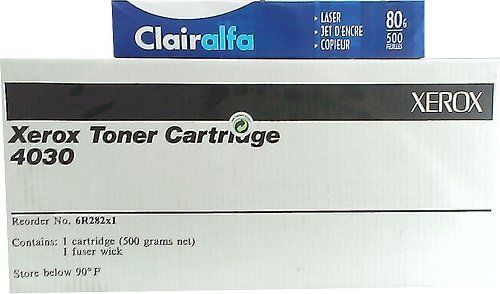 Clairalfa
• LASER
• JET D'ENCRE
• COPIEUR
80g
500
FEUILLES
XEROX
Xerox Toner Cartridge
4030
Reorder No. 6R282x1
Contains: 1 cartridge (500 grams net)
1 fuser wick
Store below 90° F